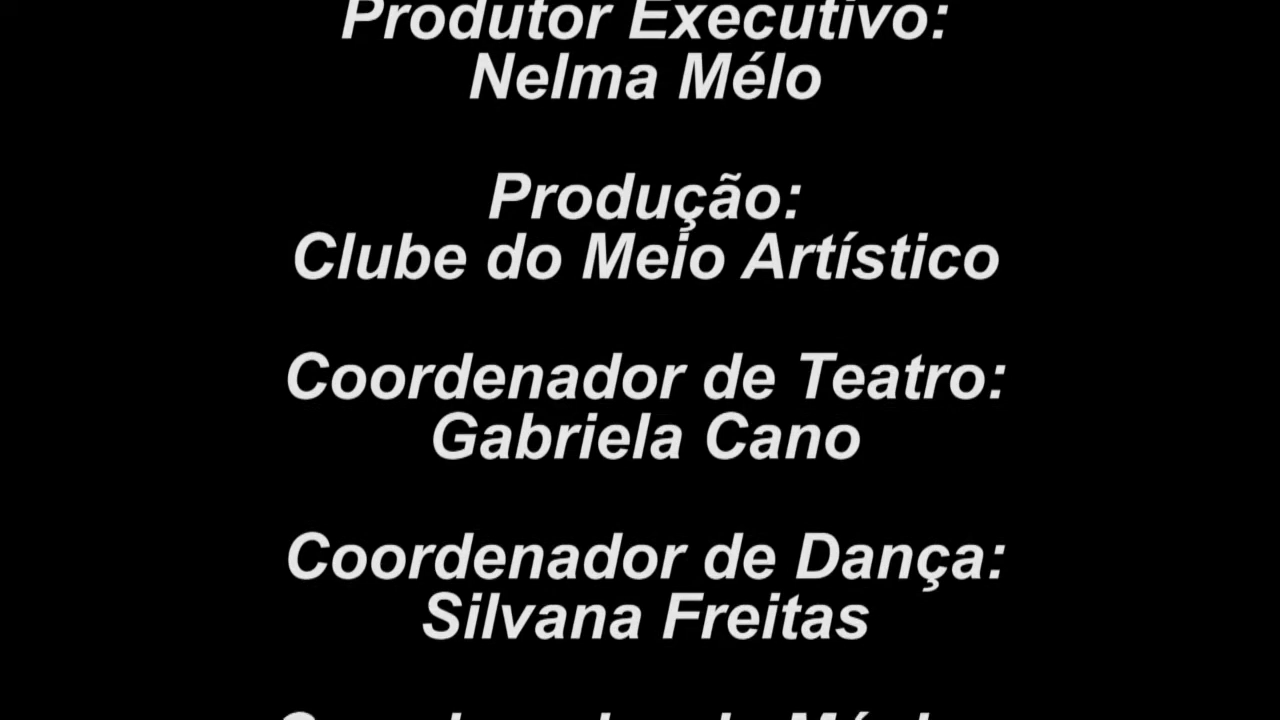 Produtor Executivo:
Nelma Mélo
Produção:
Clube do Meio Artístico
Coordenador de Teatro:
Gabriela Cano
Coordenador de Dança:
Silvana Freitas